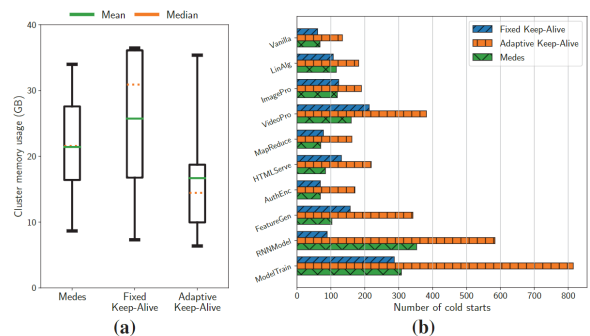 Mean
Median
Cluster memory usage (GB)
40
30
20
10
0
Medes
Fixed
Keep-Alive
Adaptive
Keep-Alive
(a)
Fixed Keep-Alive
Adaptive Keep-Alive
Medes
Vanilla
LinAlg
ImagePro
VideoPro
MapReduce
HTMLServe
AuthEnc
FeatureGen
RNNModel
ModelTrain
0 100 200 300 400 500 600 700 800
Number of cold starts
(b)